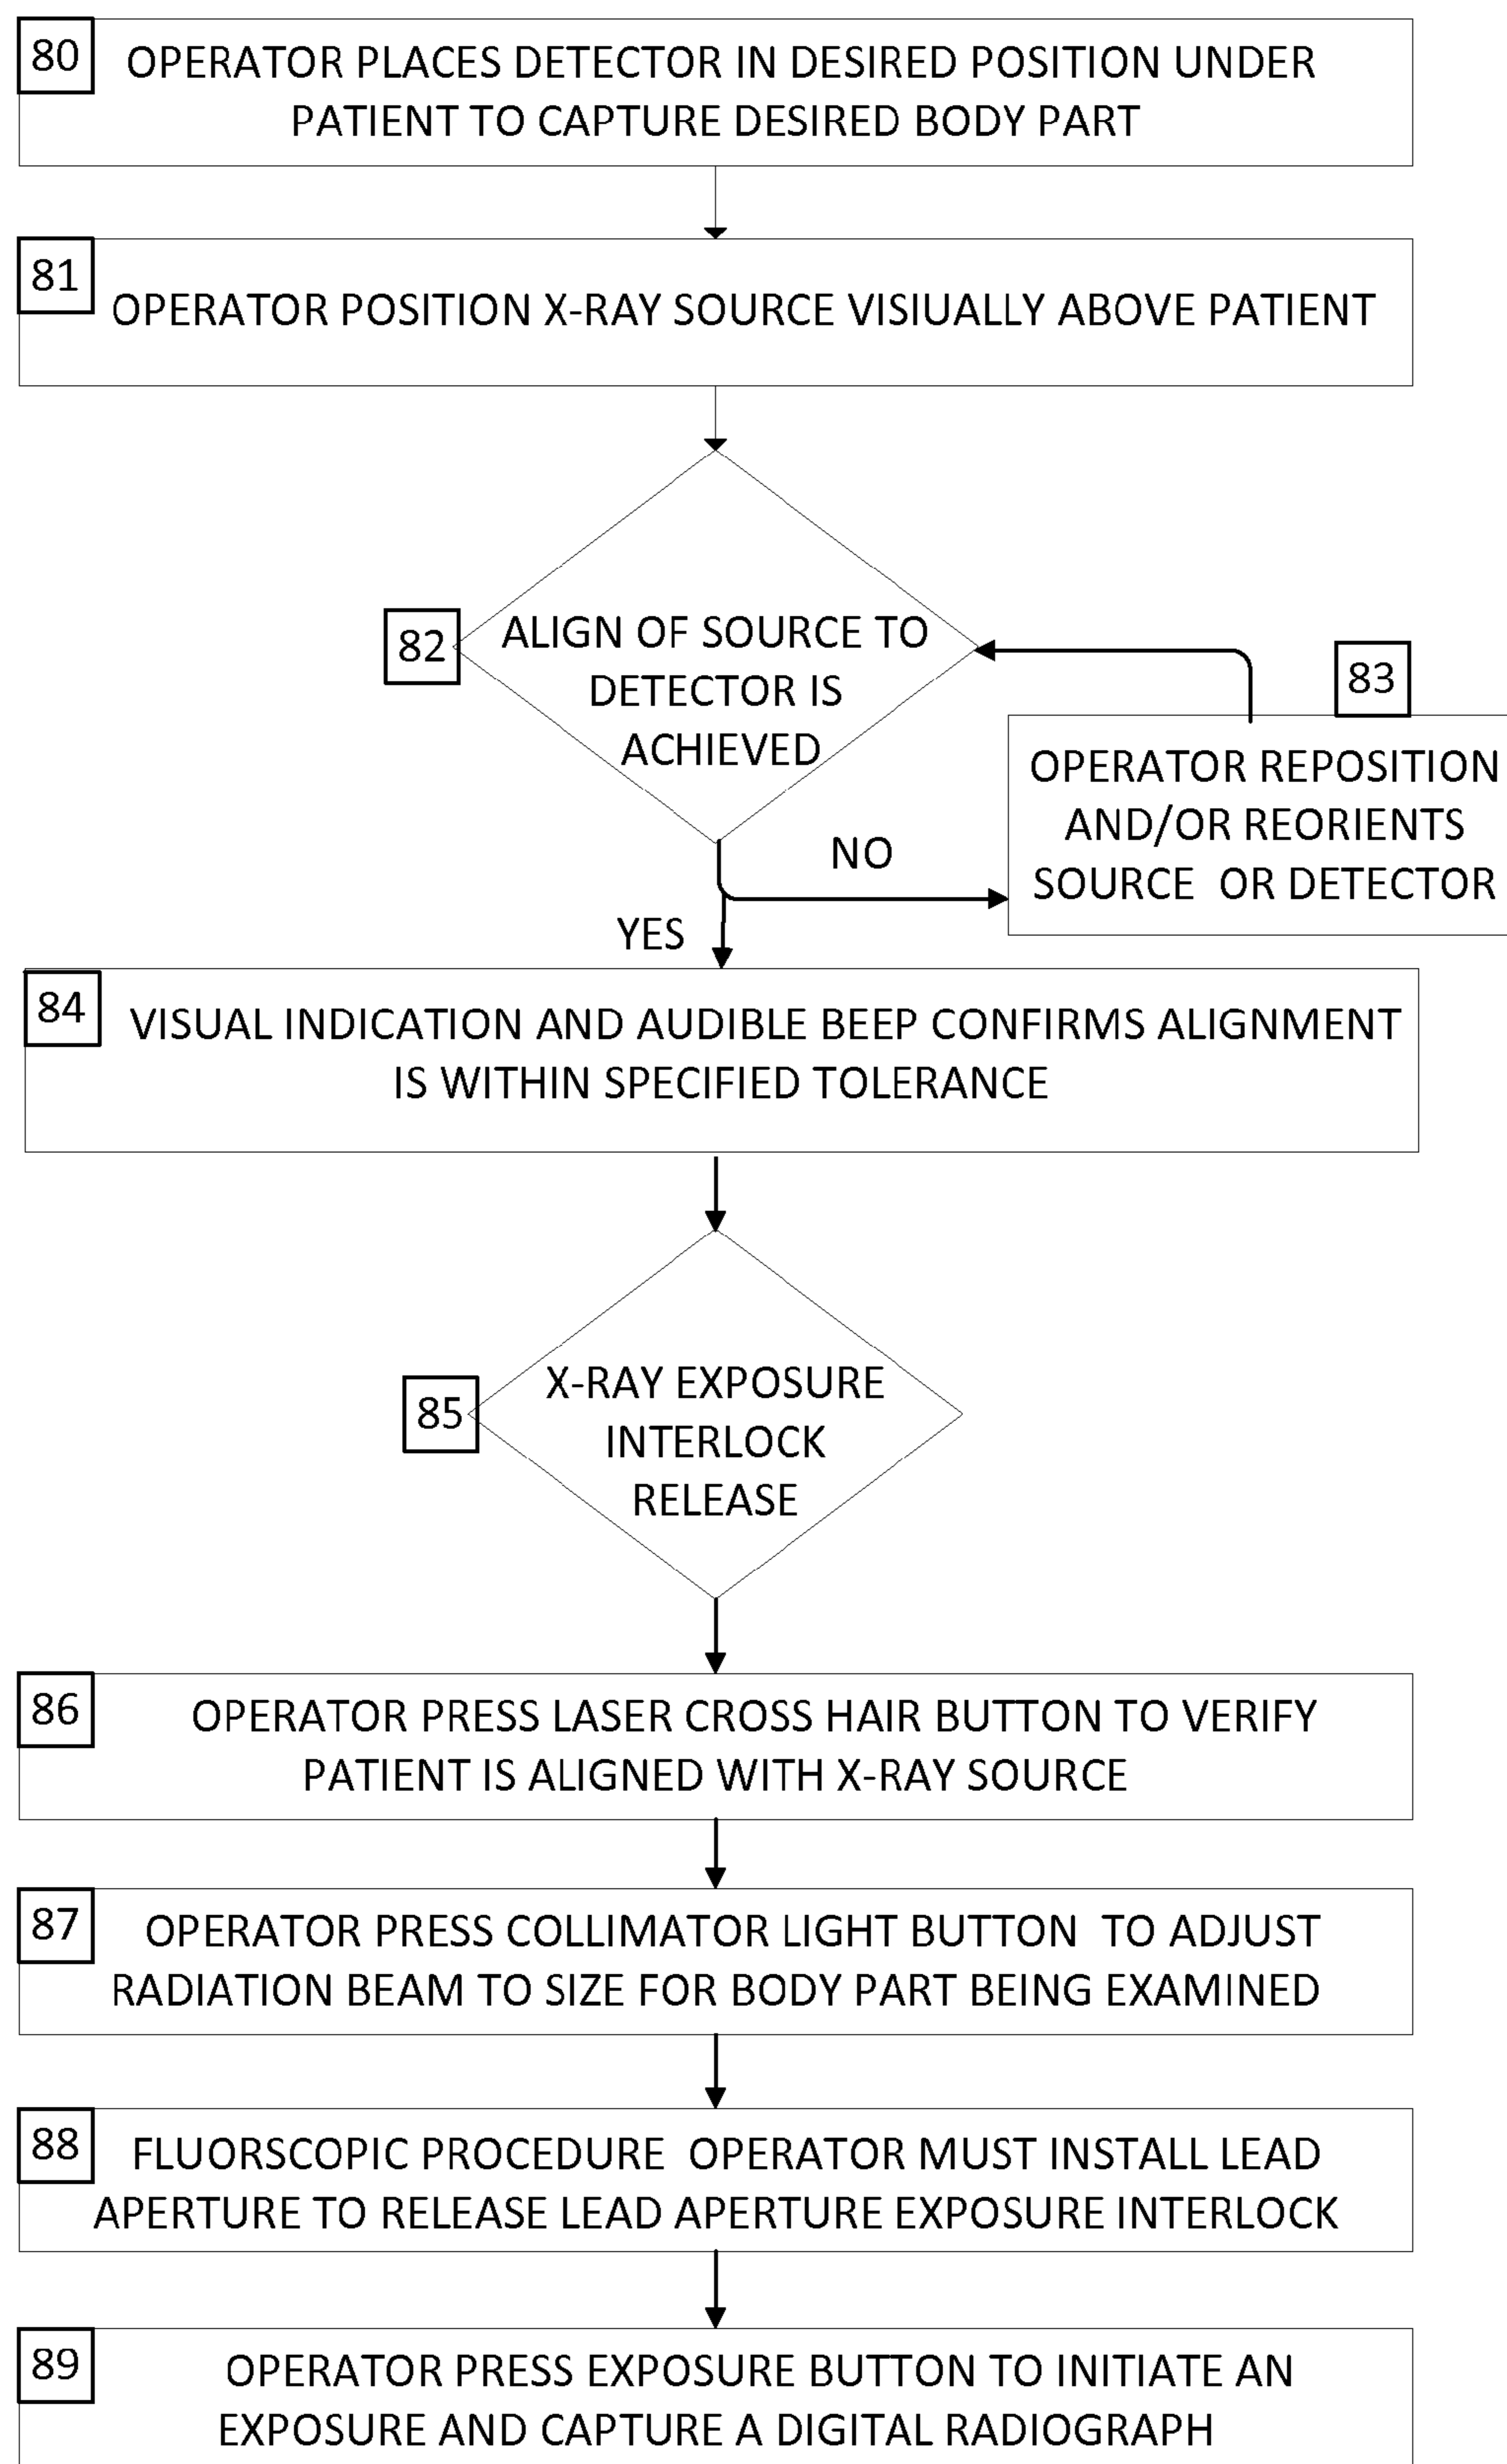 80
OPERATOR PLACES DETECTOR IN DESIRED POSITION UNDER
PATIENT TO CAPTURE DESIRED BODY PART
81
OPERATOR POSITION X-RAY SOURCE VISIUALLY ABOVE PATIENT
82
ALIGN OF SOURCE TO
DETECTOR IS
ACHIEVED
83
OPERATOR REPOSITION
AND/OR REORIENTS
SOURCE OR DETECTOR
NO
YES
84
VISUAL INDICATION AND AUDIBLE BEEP CONFIRMS ALIGNMENT
IS WITHIN SPECIFIED TOLERANCE
85
X-RAY EXPOSURE
INTERLOCK
RELEASE
86
OPERATOR PRESS LASER CROSS HAIR BUTTON TO VERIFY
PATIENT IS ALIGNED WITH X-RAY SOURCE
87
OPERATOR PRESS COLLIMATOR LIGHT BUTTON TO ADJUST
RADIATION BEAM TO SIZE FOR BODY PART BEING EXAMINED
88
FLUORSCOPIC PROCEDURE OPERATOR MUST INSTALL LEAD
APERTURE TO RELEASE LEAD APERTURE EXPOSURE INTERLOCK
89
OPERATOR PRESS EXPOSURE BUTTON TO INITIATE AN
EXPOSURE AND CAPTURE A DIGITAL RADIOGRAPH